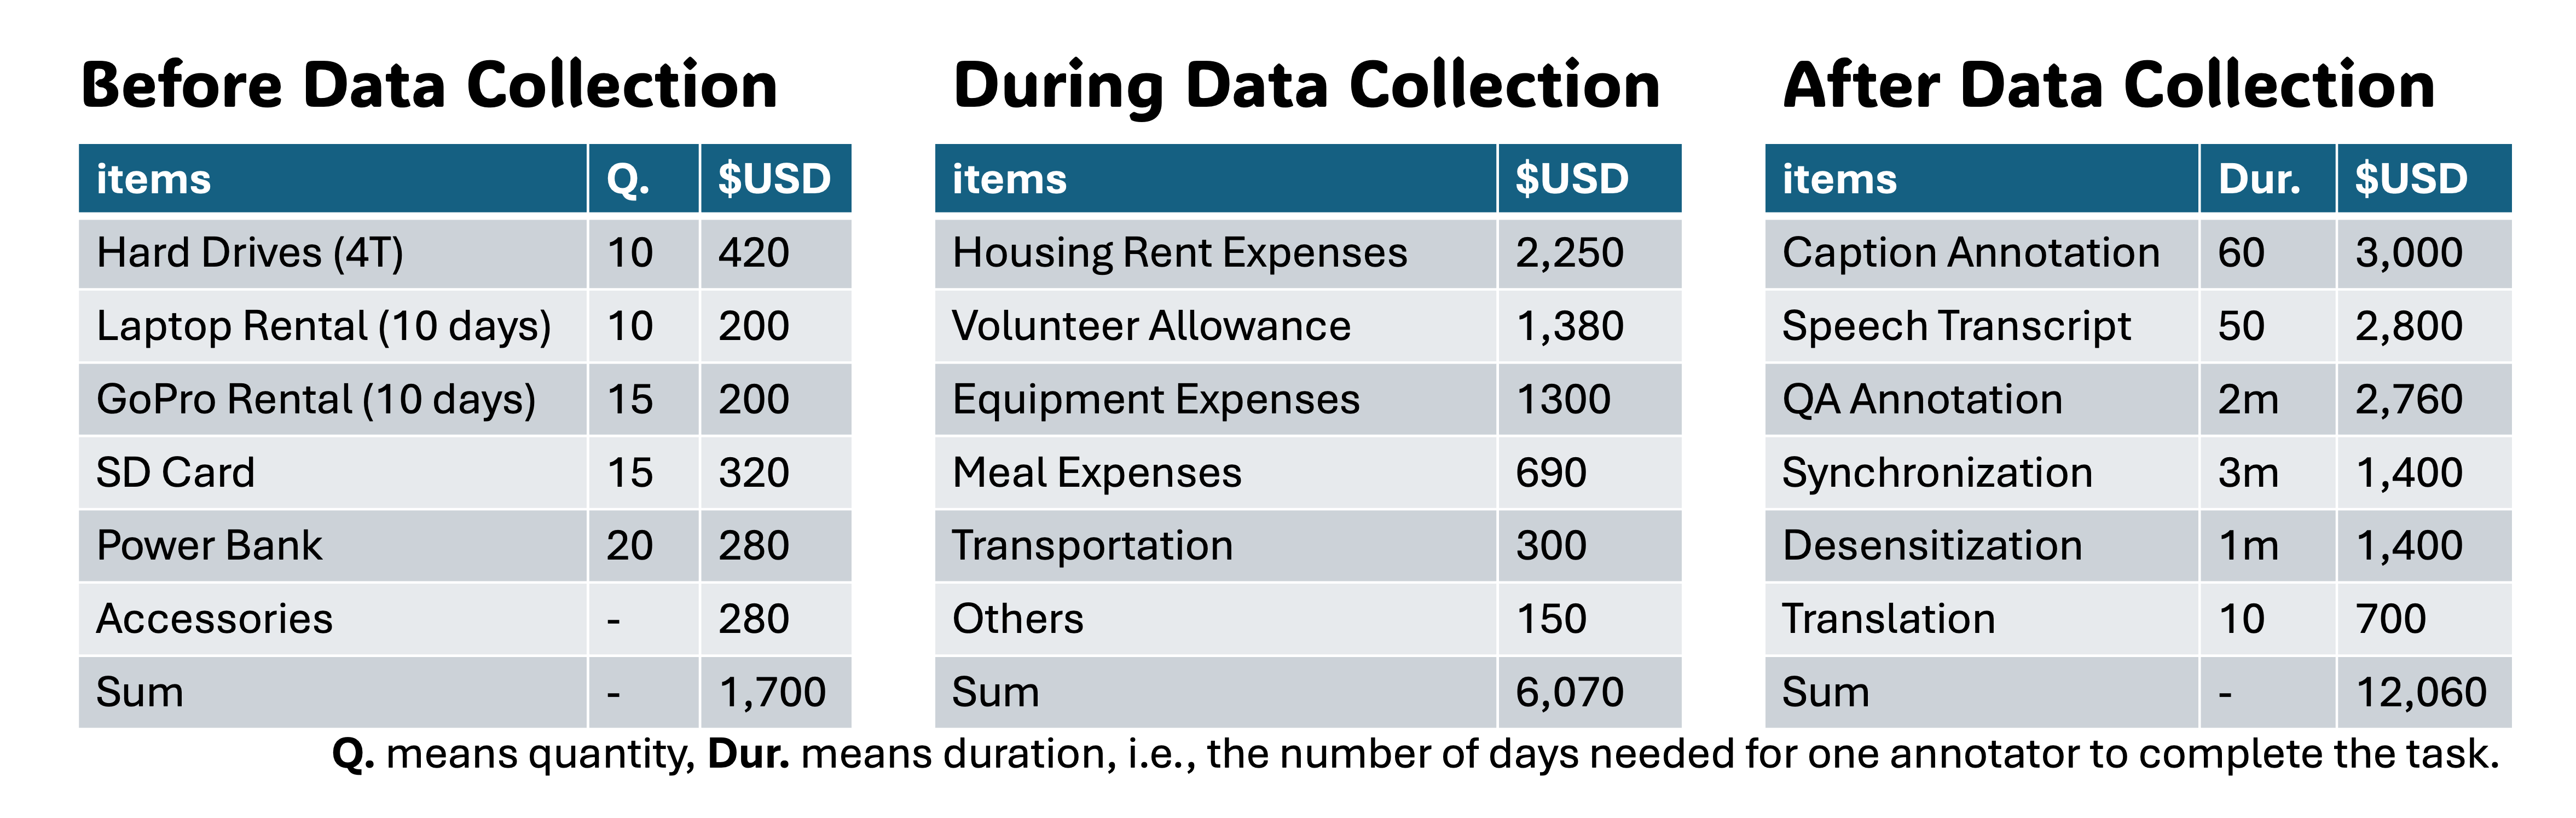 Before Data Collection
items Q. $USD
Hard Drives (4T) 10 420
Laptop Rental (10 days) 10 200
GoPro Rental (10 days) 15 200
SD Card 15 320
Power Bank 20 280
Accessories - 280
Sum - 1,700
During Data Collection
items $USD
Housing Rent Expenses 2,250
Volunteer Allowance 1,380
Equipment Expenses 1300
Meal Expenses 690
Transportation 300
Others 150
Sum 6,070
After Data Collection
items Dur. $USD
Caption Annotation 60 3,000
Speech Transcript 50 2,800
QA Annotation 2m 2,760
Synchronization 3m 1,400
Desensitization 1m 1,400
Translation 10 700
Sum - 12,060
Q. means quantity, Dur. means duration, i.e., the number of days needed for one annotator to complete the task.